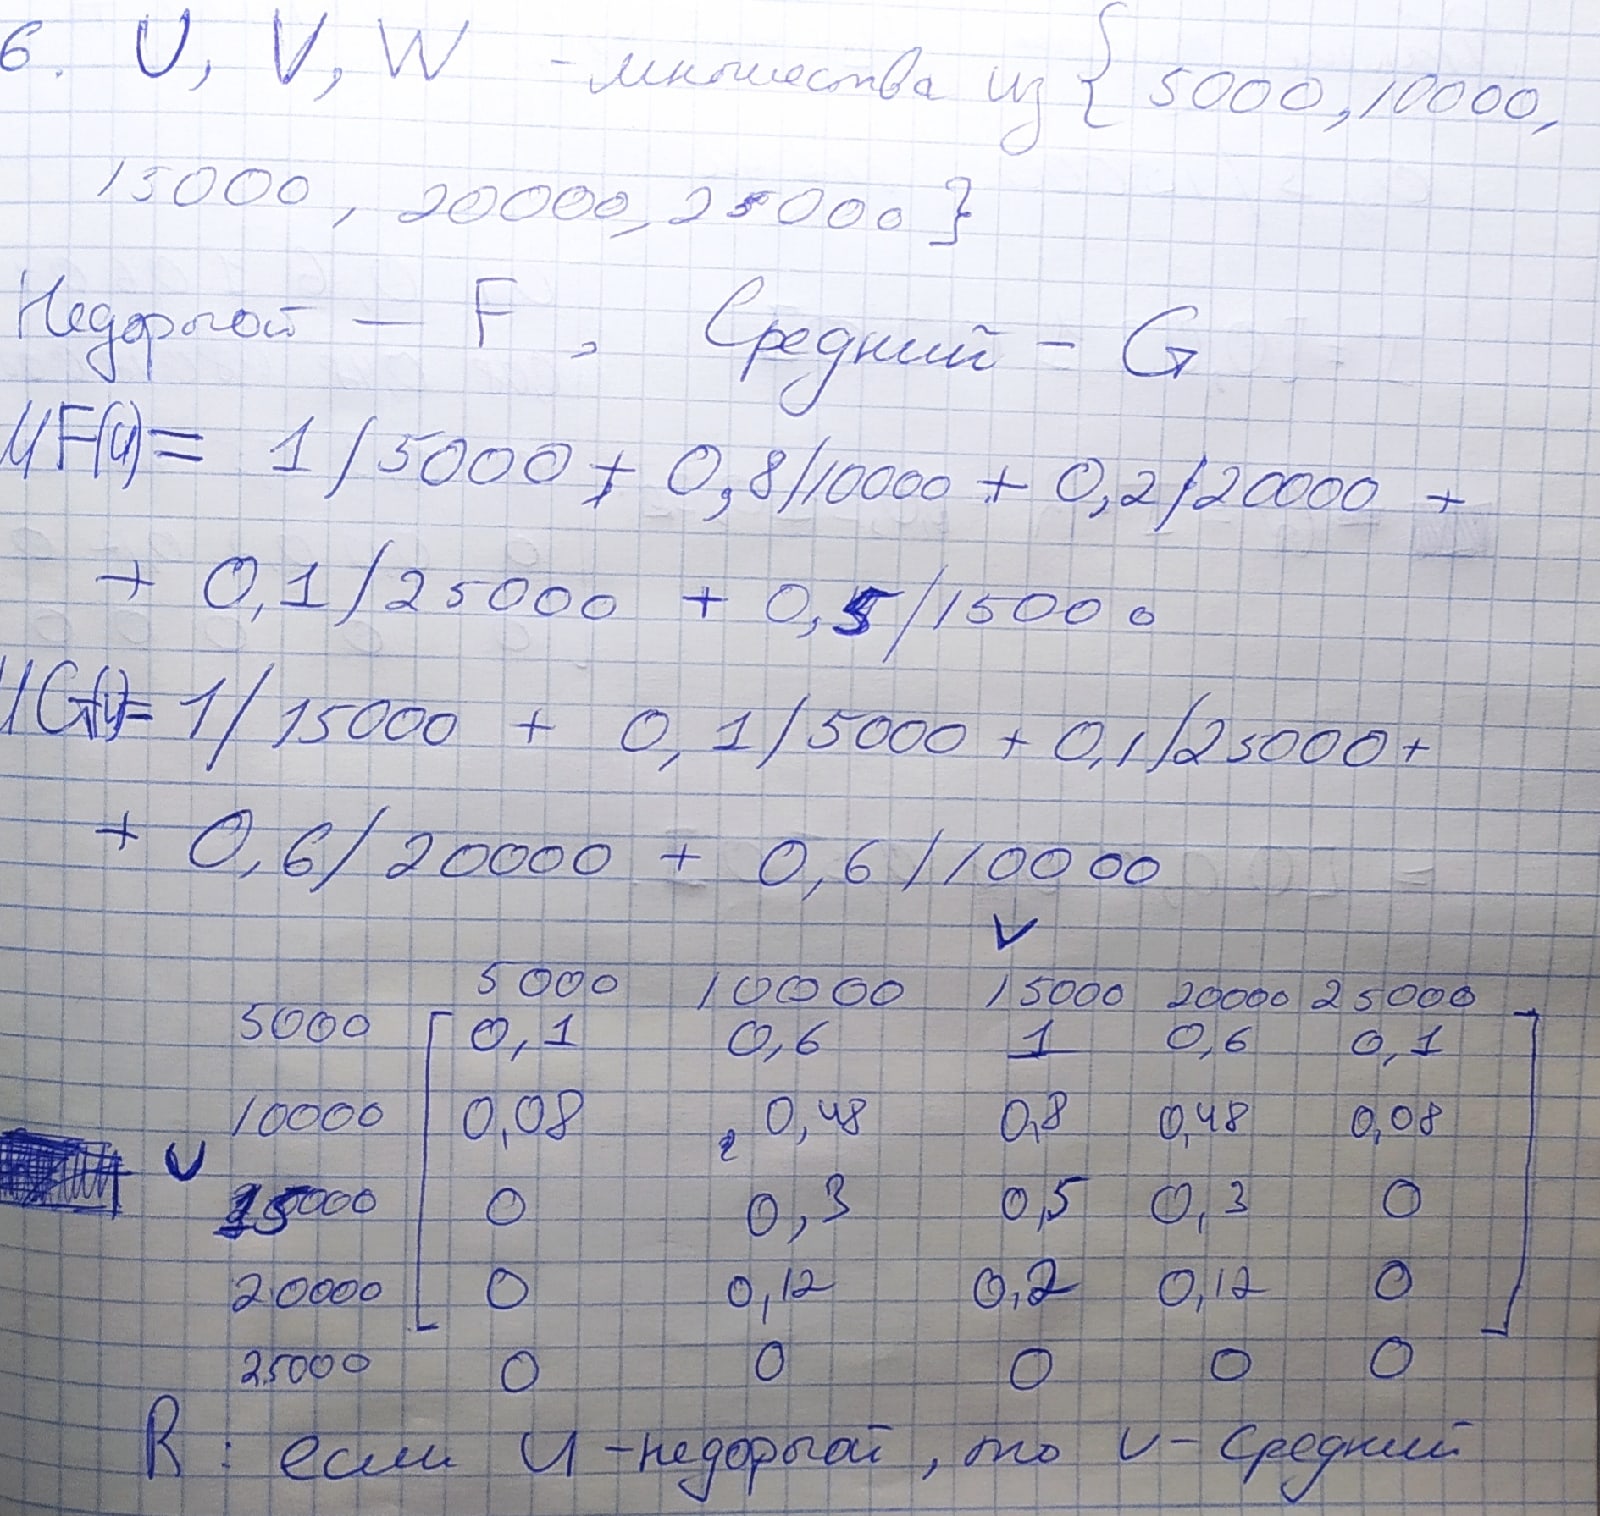 6. U, V, W - множества из { 5000, 10000,
15000, 20000, 25000 }
Недорогой — F, Средний - G
МF(u) = 1/5000 + 0,8/10000 + 0,2/20000 +
+ 0,1/25000 + 0,5/15000
МG(u) = 1/15000 + 0,1/5000 + 0,1/25000 +
+ 0,6/20000 + 0,6/10000
V
5000 10000 15000 20000 25000
5000 0,1 0,6 1 0,6 0,1
10000 0,08 0,48 0,8 0,48 0,08
U
15000 0 0,3 0,5 0,3 0
20000 0 0,12 0,2 0,12 0
25000 0 0 0 0 0
R: если U - недорогой, то v - Средний